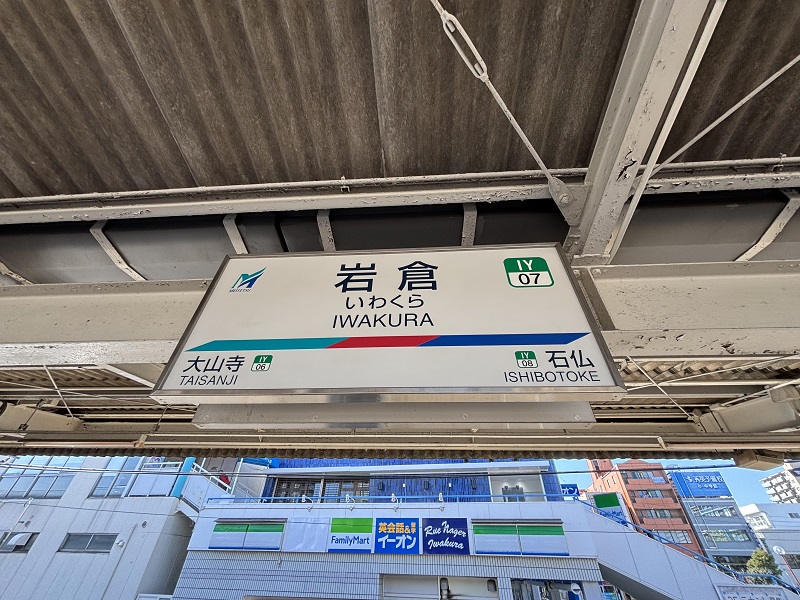 MEITETSU
岩倉
いわくら
IWAKURA
IY
07
大山寺
TAISANJI
IY
06
IY
08
石仏
ISHIBOTOKE
FamilyMart
英会話&
イーオン
Rue Nager
Iwakura